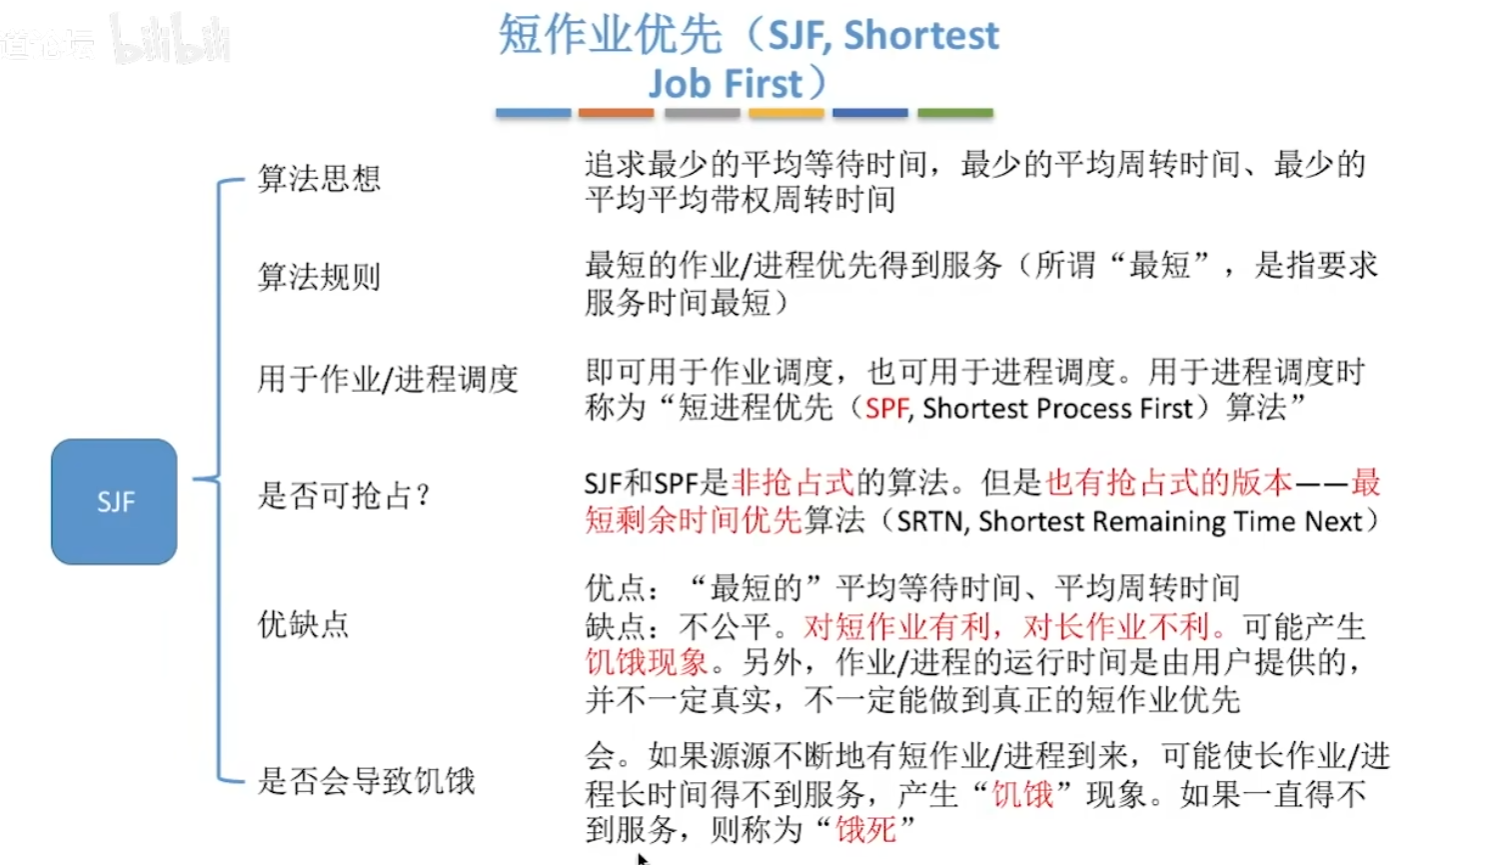 道论坛 bilibili
短作业优先（SJF, Shortest
Job First）
算法思想
追求最少的平均等待时间，最少的平均周转时间、最少的
平均平均带权周转时间
算法规则
最短的作业/进程优先得到服务（所谓“最短”，是指要求
服务时间最短）
用于作业/进程调度
即可用于作业调度，也可用于进程调度。用于进程调度时
称为“短进程优先（SPF, Shortest Process First）算法”
SJF
是否可抢占？
SJF和SPF是非抢占式的算法。但是也有抢占式的版本——最
短剩余时间优先算法（SRTN, Shortest Remaining Time Next）
优缺点
优点：“最短的”平均等待时间、平均周转时间
缺点：不公平。对短作业有利，对长作业不利。可能产生
饥饿现象。另外，作业/进程的运行时间是由用户提供的，
并不一定真实，不一定能做到真正的短作业优先
是否会导致饥饿
会。如果源源不断地有短作业/进程到来，可能使长作业/进
程长时间得不到服务，产生“饥饿”现象。如果一直得不
到服务，则称为“饿死”